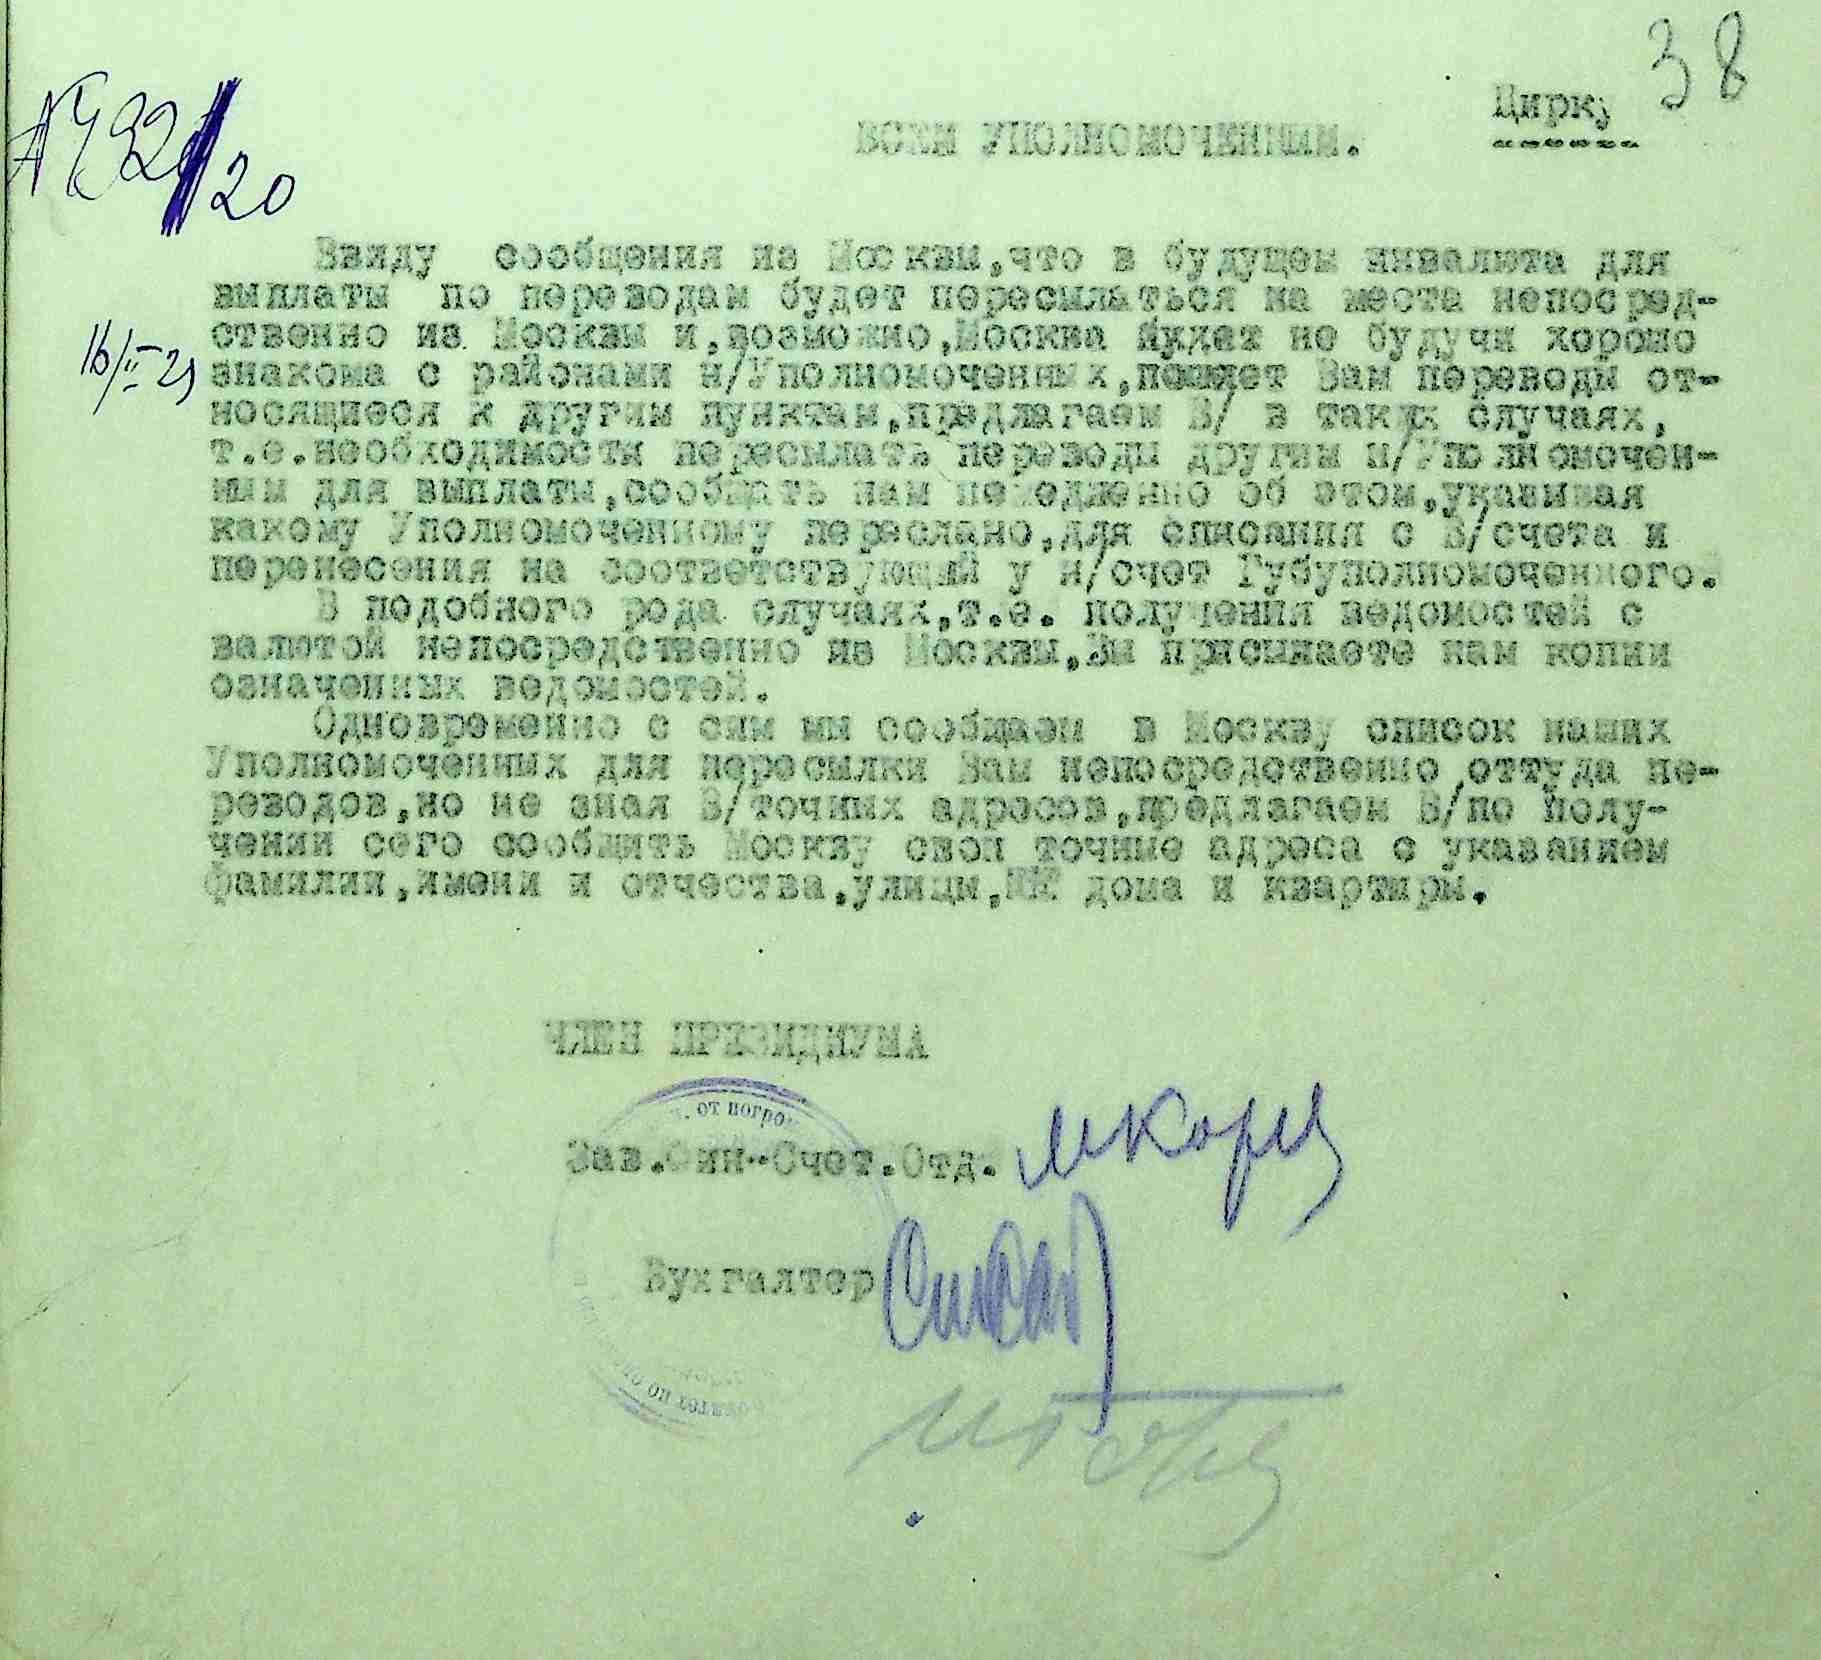 38
Цирку
ВСЕМ УПОЛНОМОЧЕННЫМ.
20
Ввиду сообщения из Москвы,что в будущем инвалюта для
выплаты по переводам будет пересылаться на места непосред-
ственно из Москвы и,возможно,Москва будет не будучи хорошо
16/II-23
знакома с районами н/Уполномоченных,пошлет Вам переводы от-
носящиеся к другим пунктам,предлагаем В/ в таких случаях,
т.е.необходимости пересылать переводы другим н/Уполномочен-
ным для выплаты,сообщать нам немедленно об этом,указывая
какому Уполномоченному переслано,для списания с В/счета и
перенесения на соответствующий у н/счет Губуполномоченного.
В подобного рода случаях,т.е. получения ведомостей с
валютой непосредственно из Москвы,Вы присылаете нам копии
означенных ведомостей.
Одновременно с сим мы сообщаем в Москву список наших
Уполномоченных для пересылки Вам непосредственно оттуда пе-
реводов,но не зная В/точных адресов,предлагаем В/по полу-
чении сего сообщить Москву свои точные адреса с указанием
фамилии,имени и отчества,улицы,№№ дома и квартиры.
ЧЛЕН ПРЕЗИДИУМА
от погро
Зав.Фин-Счет.Отд.
Бухгалтер